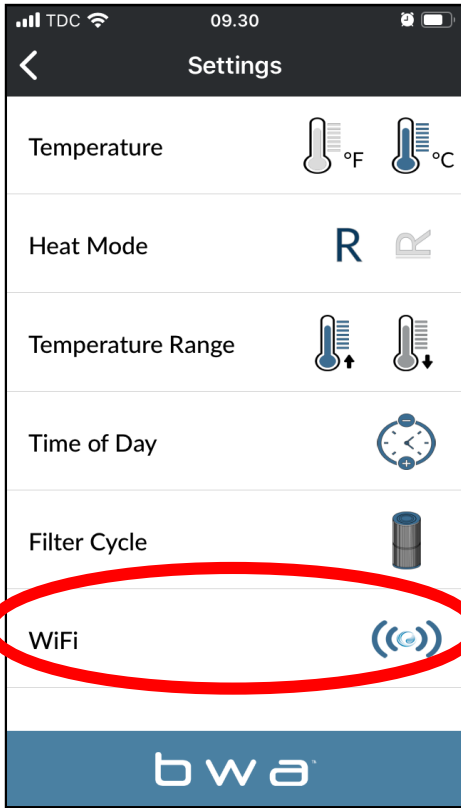 TDC 09.30
Settings
Temperature °F °C
Heat Mode R R
Temperature Range
Time of Day
Filter Cycle
WiFi
bwa